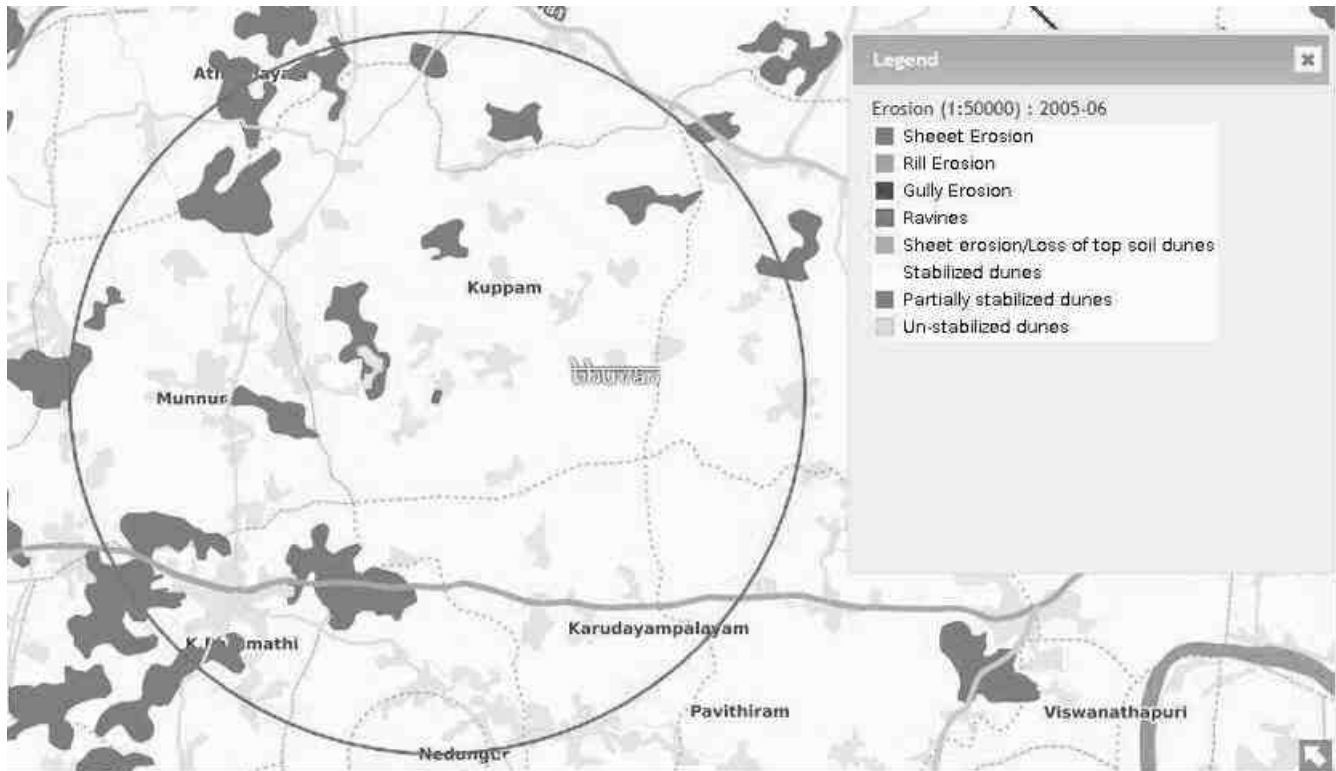 Legend
Erosion (1:50000) : 2005-06
Sheeet Erosion
Rill Erosion
Gully Erosion
Ravines
Sheet erosion/Loss of top soil dunes
Stabilized dunes
Partially stabilized dunes
Un-stabilized dunes
Kuppam
bhuvan
Munnur
Karudayampalayam
Pavithiram
Viswanathapuri
Nedungur